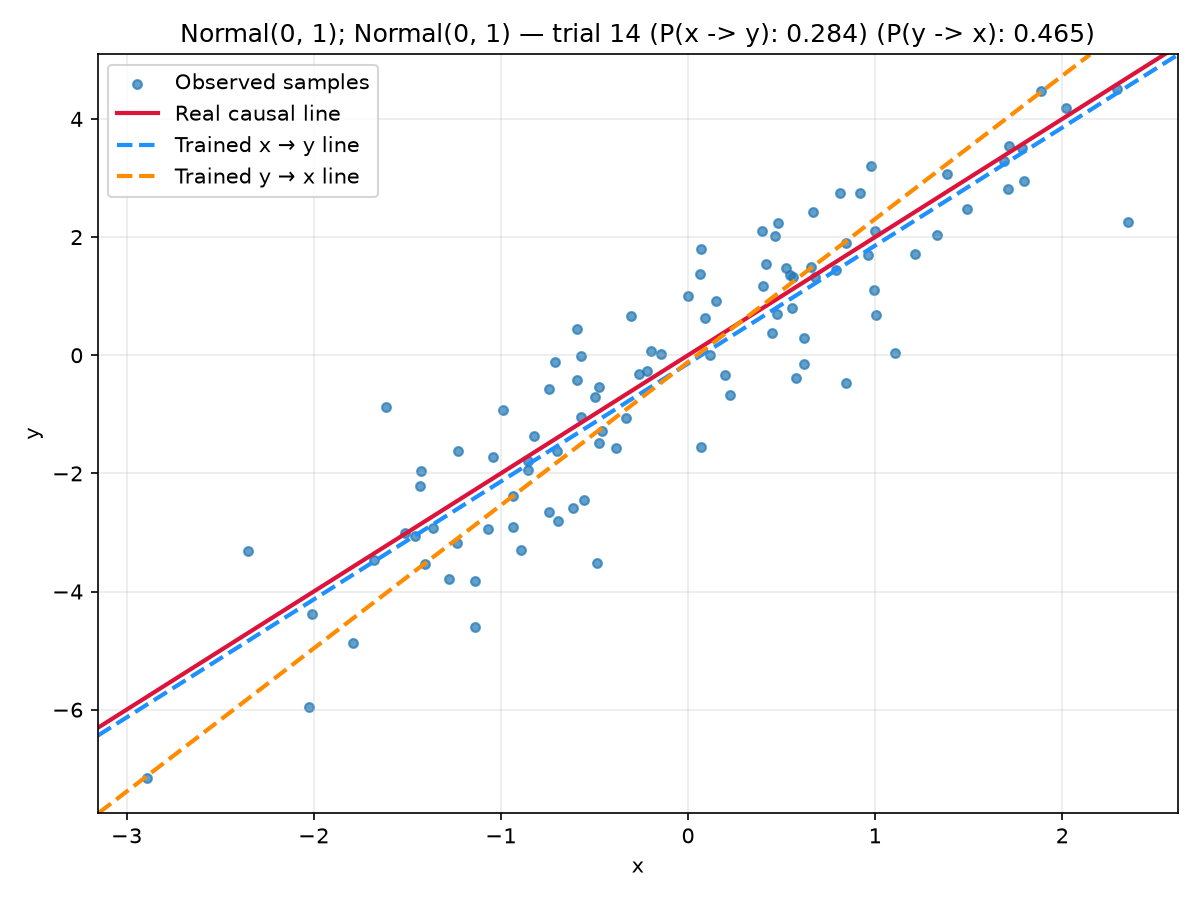 Normal(0, 1); Normal(0, 1) — trial 14 (P(x -> y): 0.284) (P(y -> x): 0.465)
Observed samples
Real causal line
Trained x → y line
Trained y → x line
4
2
0
−2
−4
−6
y
−3
−2
−1
0
1
2
x